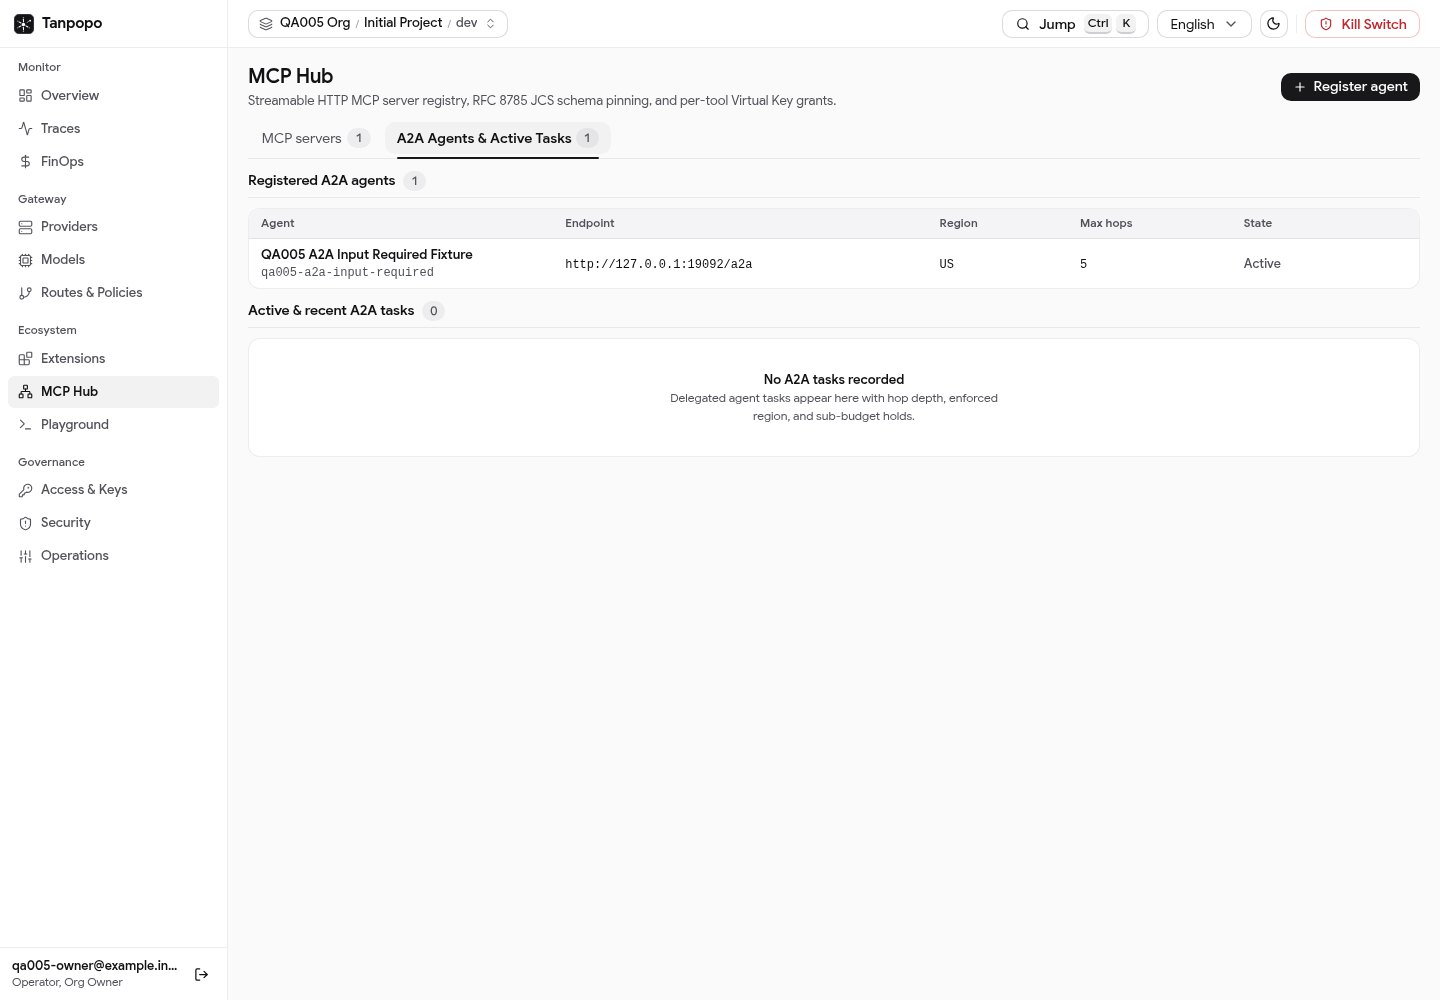 Tanpopo
QA005 Org / Initial Project / dev
Jump Ctrl K
English
Kill Switch
Monitor
Overview
Traces
FinOps
Gateway
Providers
Models
Routes & Policies
Ecosystem
Extensions
MCP Hub
Playground
Governance
Access & Keys
Security
Operations
qa005-owner@example.in...
Operator, Org Owner
MCP Hub
Streamable HTTP MCP server registry, RFC 8785 JCS schema pinning, and per-tool Virtual Key grants.
Register agent
MCP servers 1
A2A Agents & Active Tasks 1
Registered A2A agents 1
Agent Endpoint Region Max hops State
QA005 A2A Input Required Fixture
qa005-a2a-input-required
http://127.0.0.1:19092/a2a US 5 Active
Active & recent A2A tasks 0
No A2A tasks recorded
Delegated agent tasks appear here with hop depth, enforced
region, and sub-budget holds.